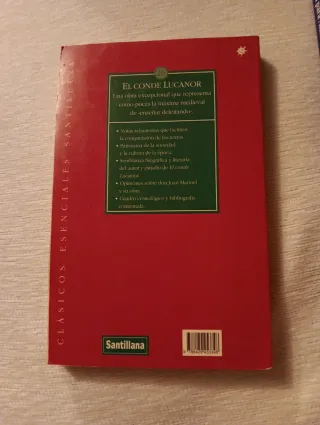 EL CONDE LUCANOR
Una obra excepcional que representa
como pocas la máxima medieval
de «enseñar deleitando».
• Notas aclaratorias que facilitan
la comprensión de los textos
• Panorama de la sociedad
y la cultura de la época
• Semblanza biográfica y literaria
del autor y estudio de El conde
Lucanor
• Opiniones sobre don Juan Manuel
y su obra
• Cuadro cronológico y bibliografía
comentada
CLÁSICOS ESENCIALES SANTILLANA
Santillana